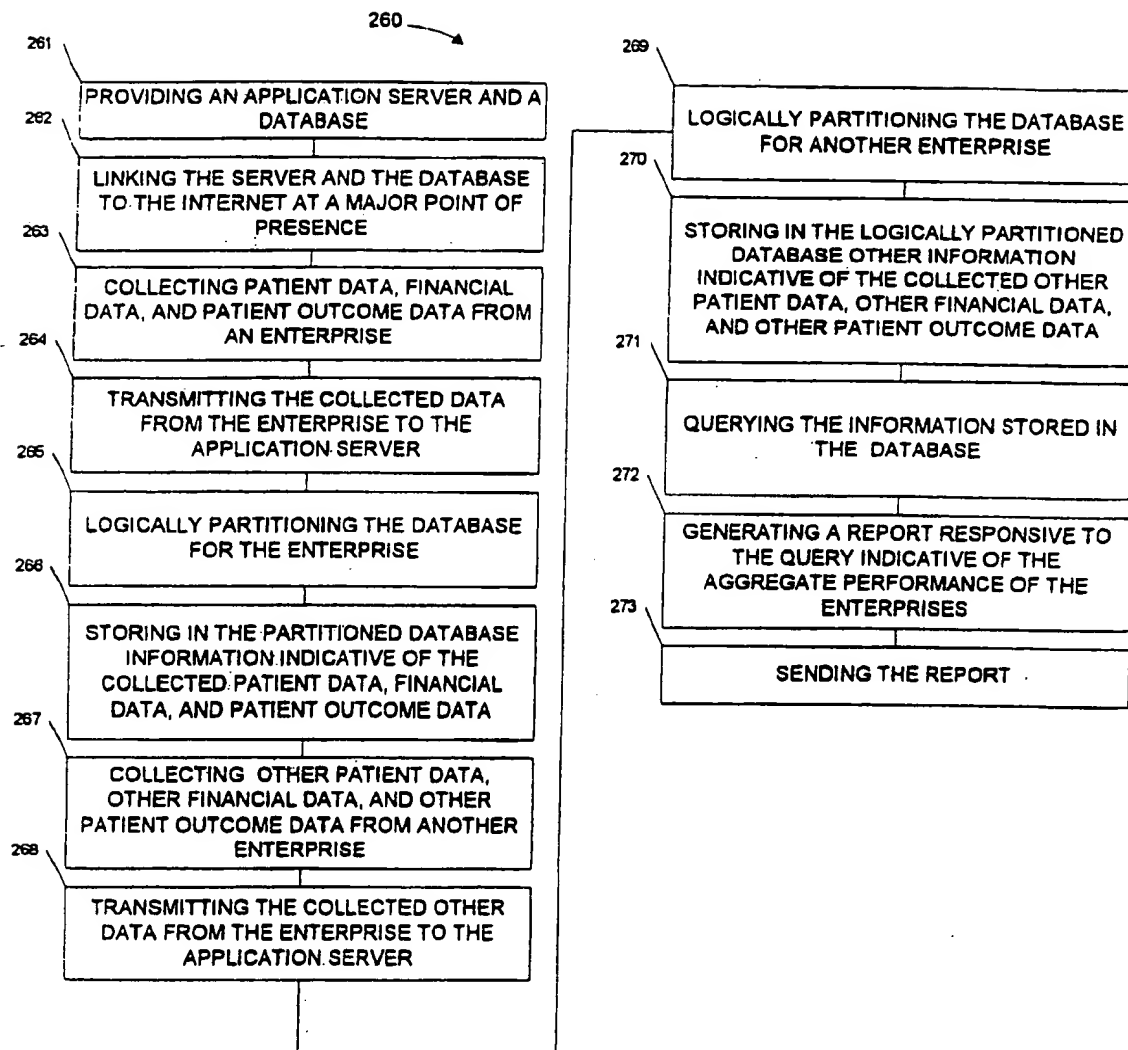 260
261
PROVIDING AN APPLICATION SERVER AND A
DATABASE
262
LINKING THE SERVER AND THE DATABASE
TO THE INTERNET AT A MAJOR POINT OF
PRESENCE
263
COLLECTING PATIENT DATA, FINANCIAL
DATA, AND PATIENT OUTCOME DATA FROM
AN ENTERPRISE
264
TRANSMITTING THE COLLECTED DATA
FROM THE ENTERPRISE TO THE
APPLICATION SERVER
265
LOGICALLY PARTITIONING THE DATABASE
FOR THE ENTERPRISE
266
STORING IN THE PARTITIONED DATABASE
INFORMATION INDICATIVE OF THE
COLLECTED PATIENT DATA, FINANCIAL
DATA, AND PATIENT OUTCOME DATA
267
COLLECTING OTHER PATIENT DATA,
OTHER FINANCIAL DATA, AND OTHER
PATIENT OUTCOME DATA FROM ANOTHER
ENTERPRISE
268
TRANSMITTING THE COLLECTED OTHER
DATA FROM THE ENTERPRISE TO THE
APPLICATION SERVER
269
LOGICALLY PARTITIONING THE DATABASE
FOR ANOTHER ENTERPRISE
270
STORING IN THE LOGICALLY PARTITIONED
DATABASE OTHER INFORMATION
INDICATIVE OF THE COLLECTED OTHER
PATIENT DATA, OTHER FINANCIAL DATA,
AND OTHER PATIENT OUTCOME DATA
271
QUERYING THE INFORMATION STORED IN
THE DATABASE
272
GENERATING A REPORT RESPONSIVE TO
THE QUERY INDICATIVE OF THE
AGGREGATE PERFORMANCE OF THE
ENTERPRISES
273
SENDING THE REPORT